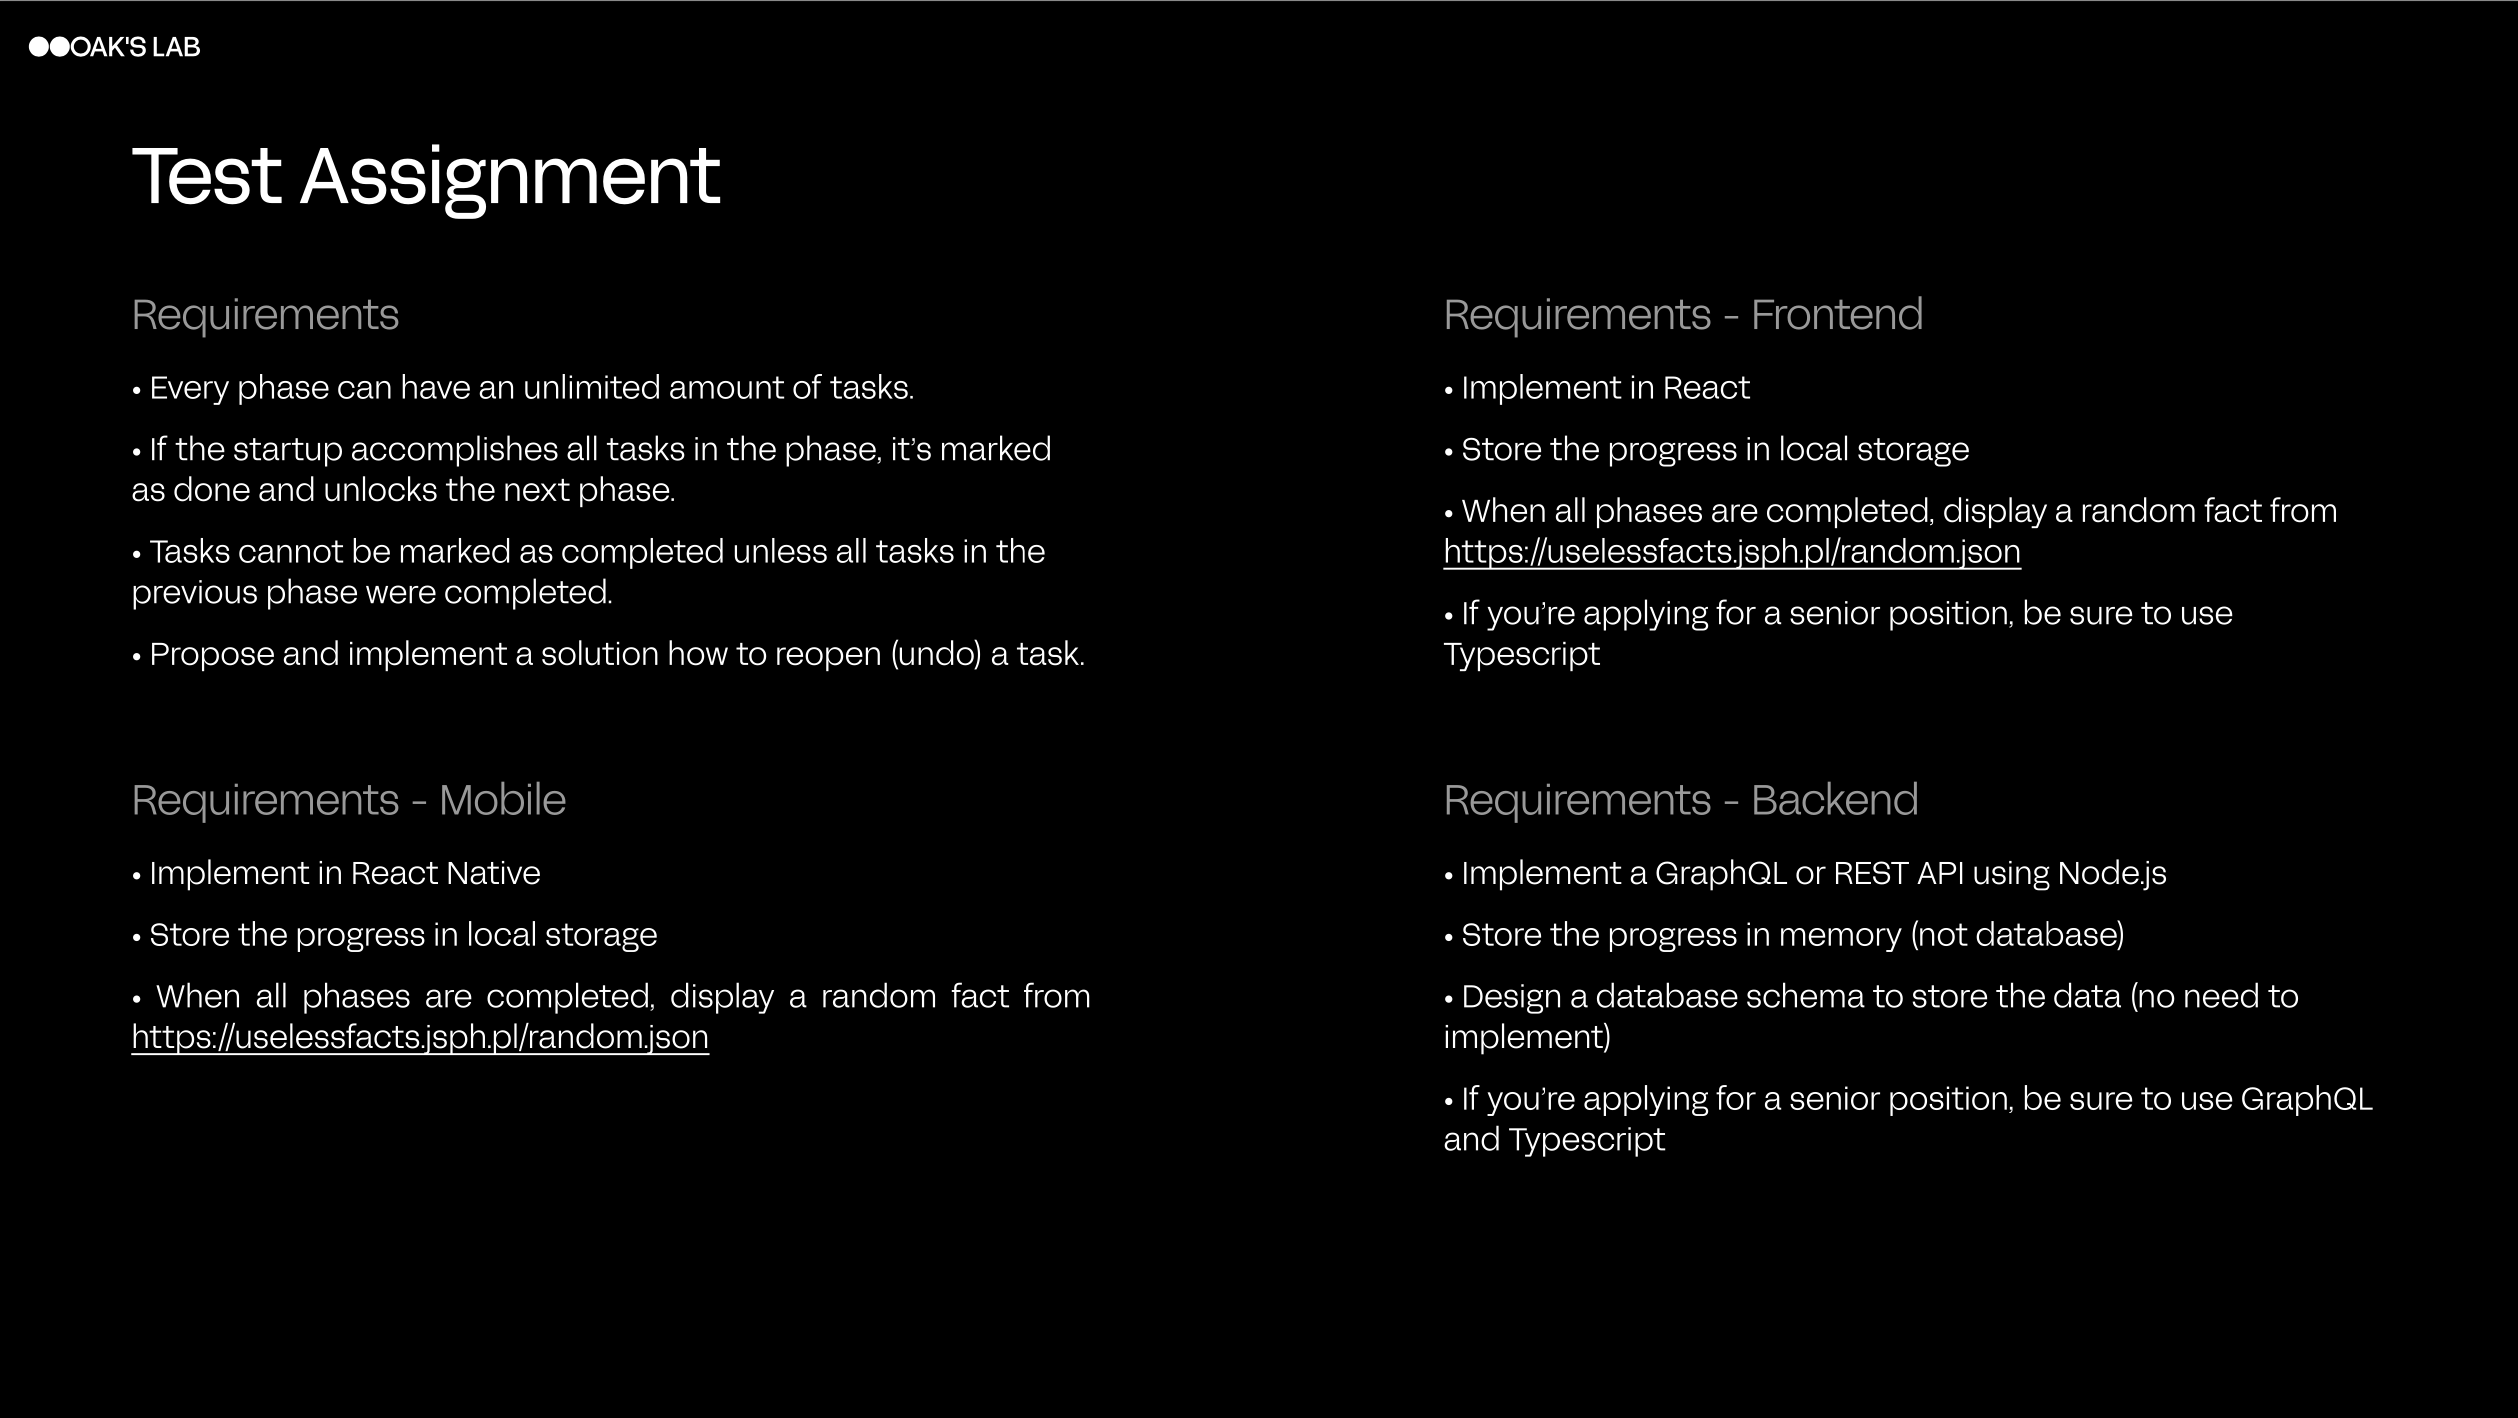 OAK'S LAB
Test Assignment
Requirements
• Every phase can have an unlimited amount of tasks.
• If the startup accomplishes all tasks in the phase, it’s marked
as done and unlocks the next phase.
• Tasks cannot be marked as completed unless all tasks in the
previous phase were completed.
• Propose and implement a solution how to reopen (undo) a task.
Requirements - Frontend
• Implement in React
• Store the progress in local storage
• When all phases are completed, display a random fact from
https://uselessfacts.jsph.pl/random.json
• If you’re applying for a senior position, be sure to use
Typescript
Requirements - Mobile
• Implement in React Native
• Store the progress in local storage
• When all phases are completed, display a random fact from
https://uselessfacts.jsph.pl/random.json
Requirements - Backend
• Implement a GraphQL or REST API using Node.js
• Store the progress in memory (not database)
• Design a database schema to store the data (no need to
implement)
• If you’re applying for a senior position, be sure to use GraphQL
and Typescript